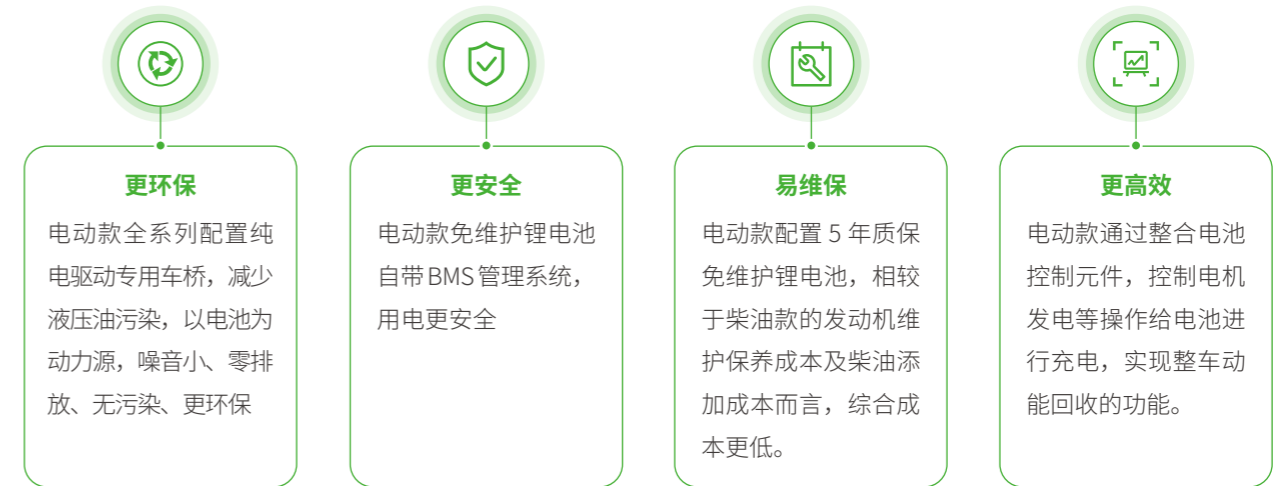 更环保
电动款全系列配置纯
电驱动专用车桥，减少
液压油污染，以电池为
动力源，噪音小、零排
放、无污染、更环保
更安全
电动款免维护锂电池
自带 BMS 管理系统，
用电更安全
易维保
电动款配置 5 年质保
免维护锂电池，相较
于柴油款的发动机维
护保养成本及柴油添
加成本而言，综合成
本更低。
更高效
电动款通过整合电池
控制元件，控制电机
发电等操作给电池进
行充电，实现整车动
能回收的功能。